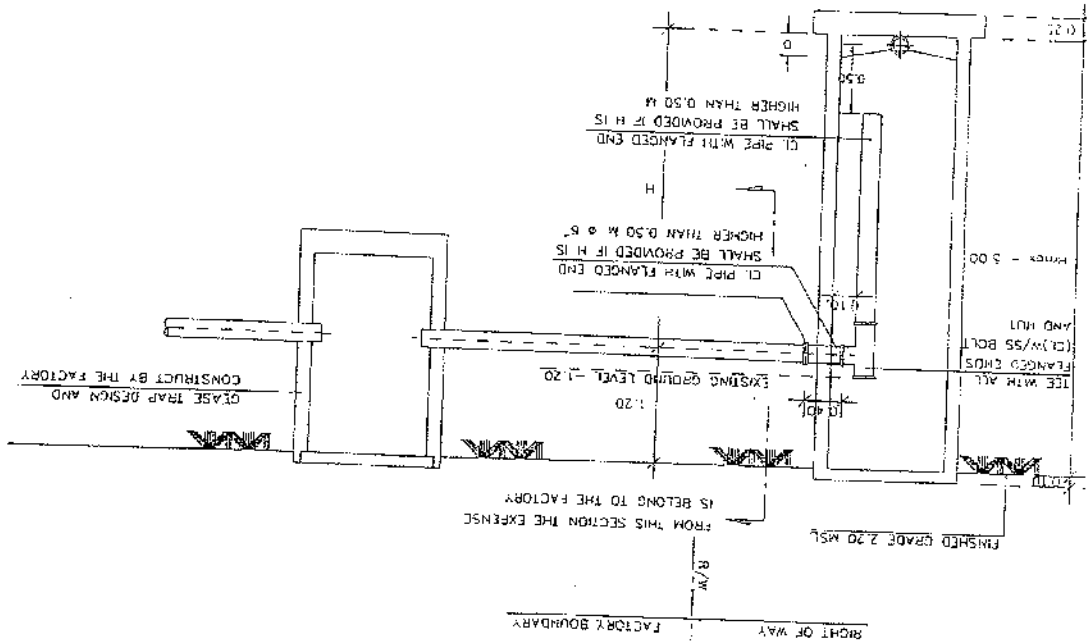 RIGHT OF WAY FACTORY BOUNDARY
R/W
FINISHED GRADE 2.20 MSL
FROM THIS SECTION THE EXPENSE
IS BELONG TO THE FACTORY
0.40
1.20
EXISTING GROUND LEVEL -1.20
GEASE TRAP DESIGN AND
CONSTRUCT BY THE FACTORY
TEE WITH ALL
FLANGED ENDS
(CI.)W/SS BOLT
AND NUT
0.10
Hmax = 5.00
CI. PIPE WITH FLANGED END
SHALL BE PROVIDED IF H IS
HIGHER THAN 0.50 M ø 6"
H
CI. PIPE WITH FLANGED END
SHALL BE PROVIDED IF H IS
HIGHER THAN 0.50 M
0.50
D
0.25